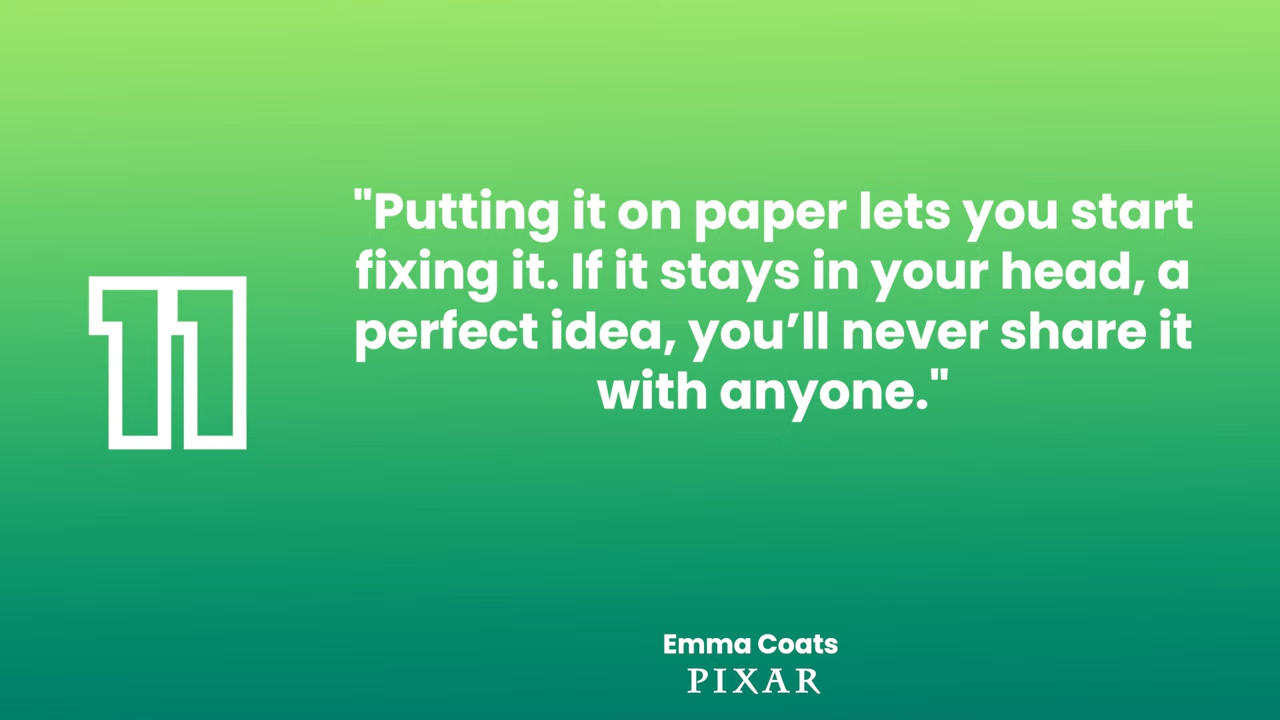 11
"Putting it on paper lets you start
fixing it. If it stays in your head, a
perfect idea, you’ll never share it
with anyone."
Emma Coats
PIXAR